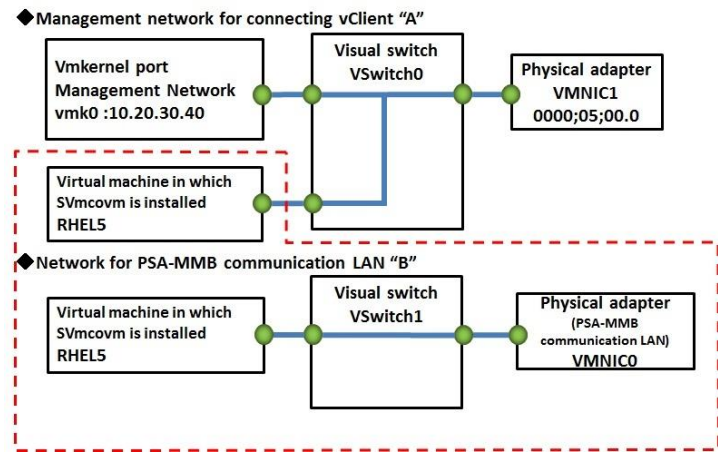 ◆Management network for connecting vClient “A”
Vmkernel port
Management Network
vmk0 :10.20.30.40
Visual switch
VSwitch0
Physical adapter
VMNIC1
0000;05;00.0
Virtual machine in which
SVmcovm is installed
RHEL5
◆Network for PSA-MMB communication LAN “B”
Virtual machine in which
SVmcovm is installed
RHEL5
Visual switch
VSwitch1
Physical adapter
(PSA-MMB
communication LAN)
VMNIC0